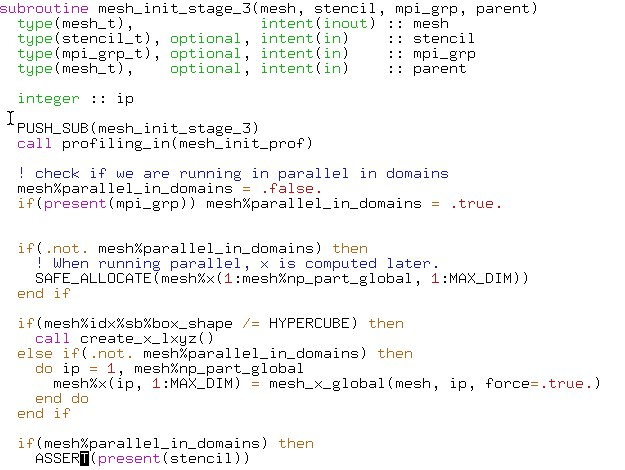 subroutine mesh_init_stage_3(mesh, stencil, mpi_grp, parent)
type(mesh_t), intent(inout) :: mesh
type(stencil_t), optional, intent(in) :: stencil
type(mpi_grp_t), optional, intent(in) :: mpi_grp
type(mesh_t), optional, intent(in) :: parent
integer :: ip
PUSH_SUB(mesh_init_stage_3)
call profiling_in(mesh_init_prof)
! check if we are running in parallel in domains
mesh%parallel_in_domains = .false.
if(present(mpi_grp)) mesh%parallel_in_domains = .true.
if(.not. mesh%parallel_in_domains) then
! When running parallel, x is computed later.
SAFE_ALLOCATE(mesh%x(1:mesh%np_part_global, 1:MAX_DIM))
end if
if(mesh%idx%sb%box_shape /= HYPERCUBE) then
call create_x_lxyz()
else if(.not. mesh%parallel_in_domains) then
do ip = 1, mesh%np_part_global
mesh%x(ip, 1:MAX_DIM) = mesh_x_global(mesh, ip, force=.true.)
end do
end if
if(mesh%parallel_in_domains) then
ASSERT(present(stencil))